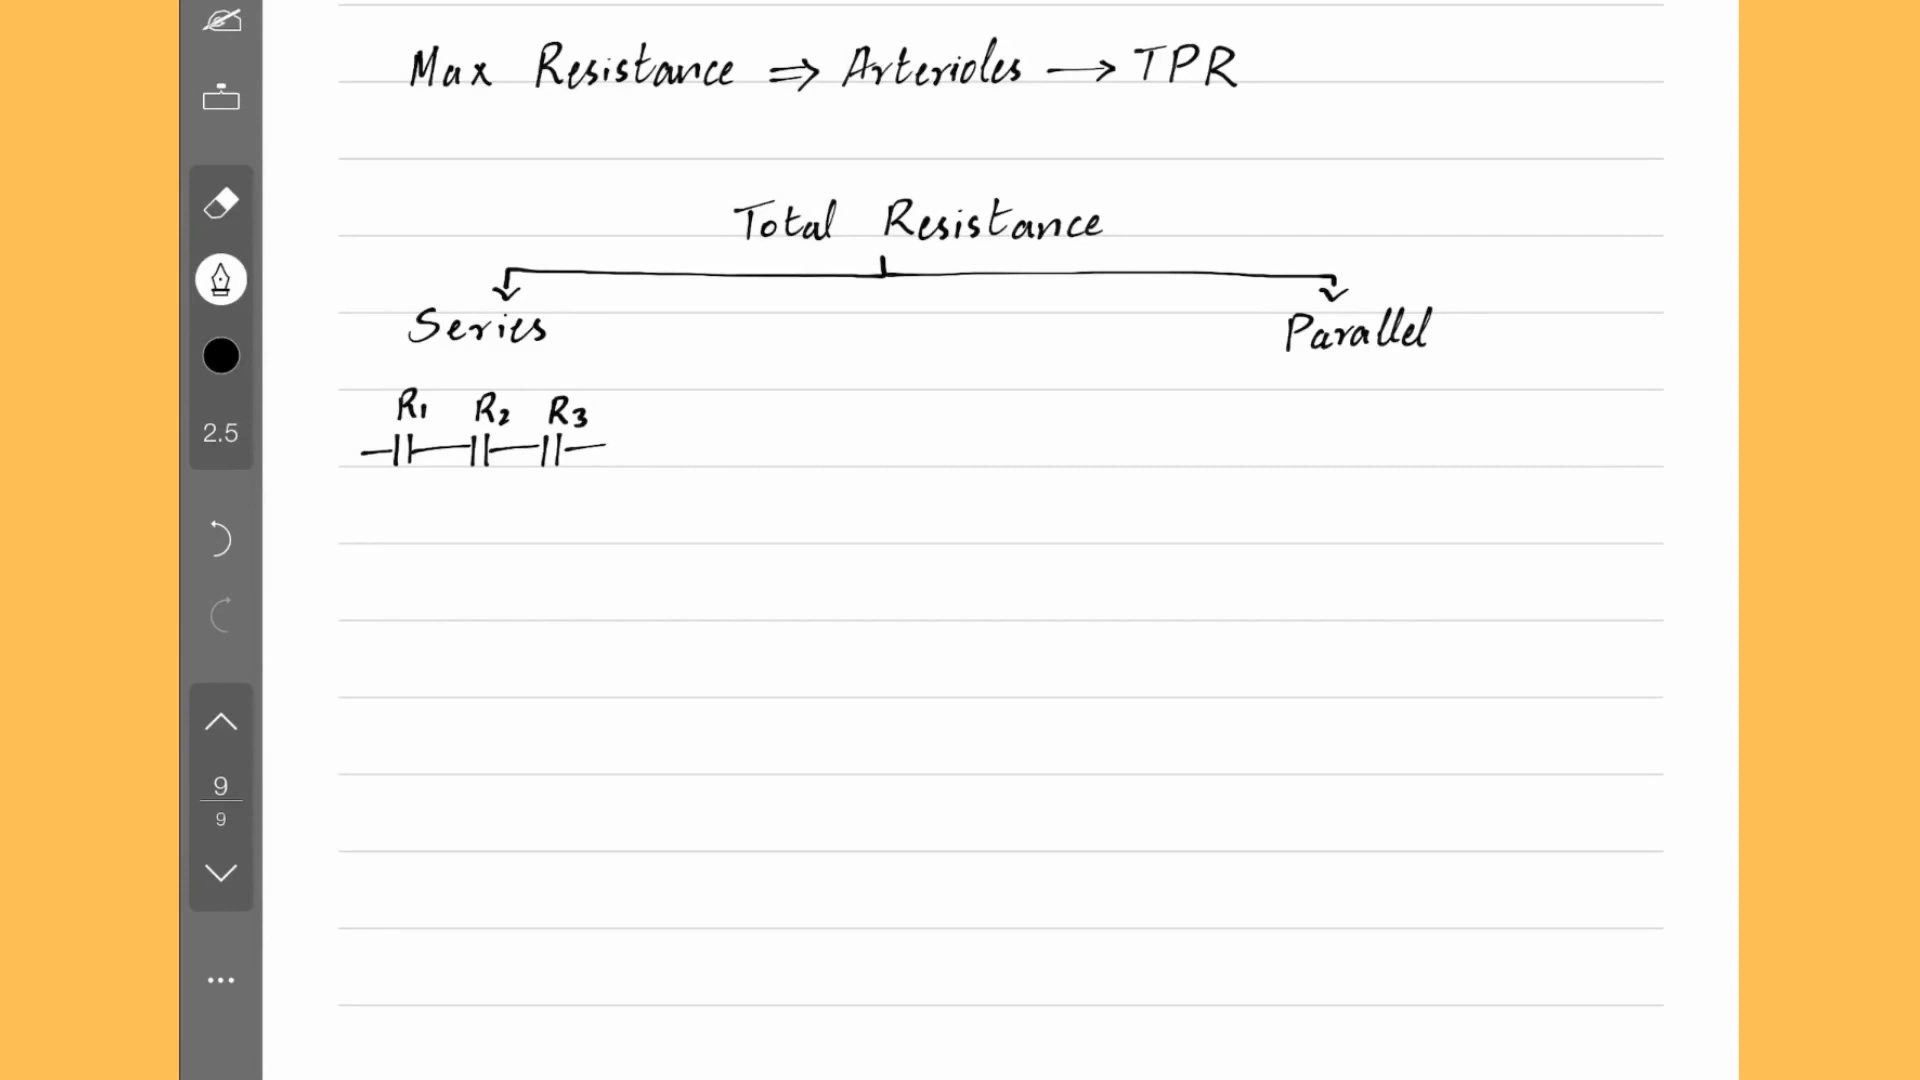 Max Resistance ⇒ Arterioles → TPR
Total Resistance
Series Parallel
R1 R2 R3
2.5
9
9